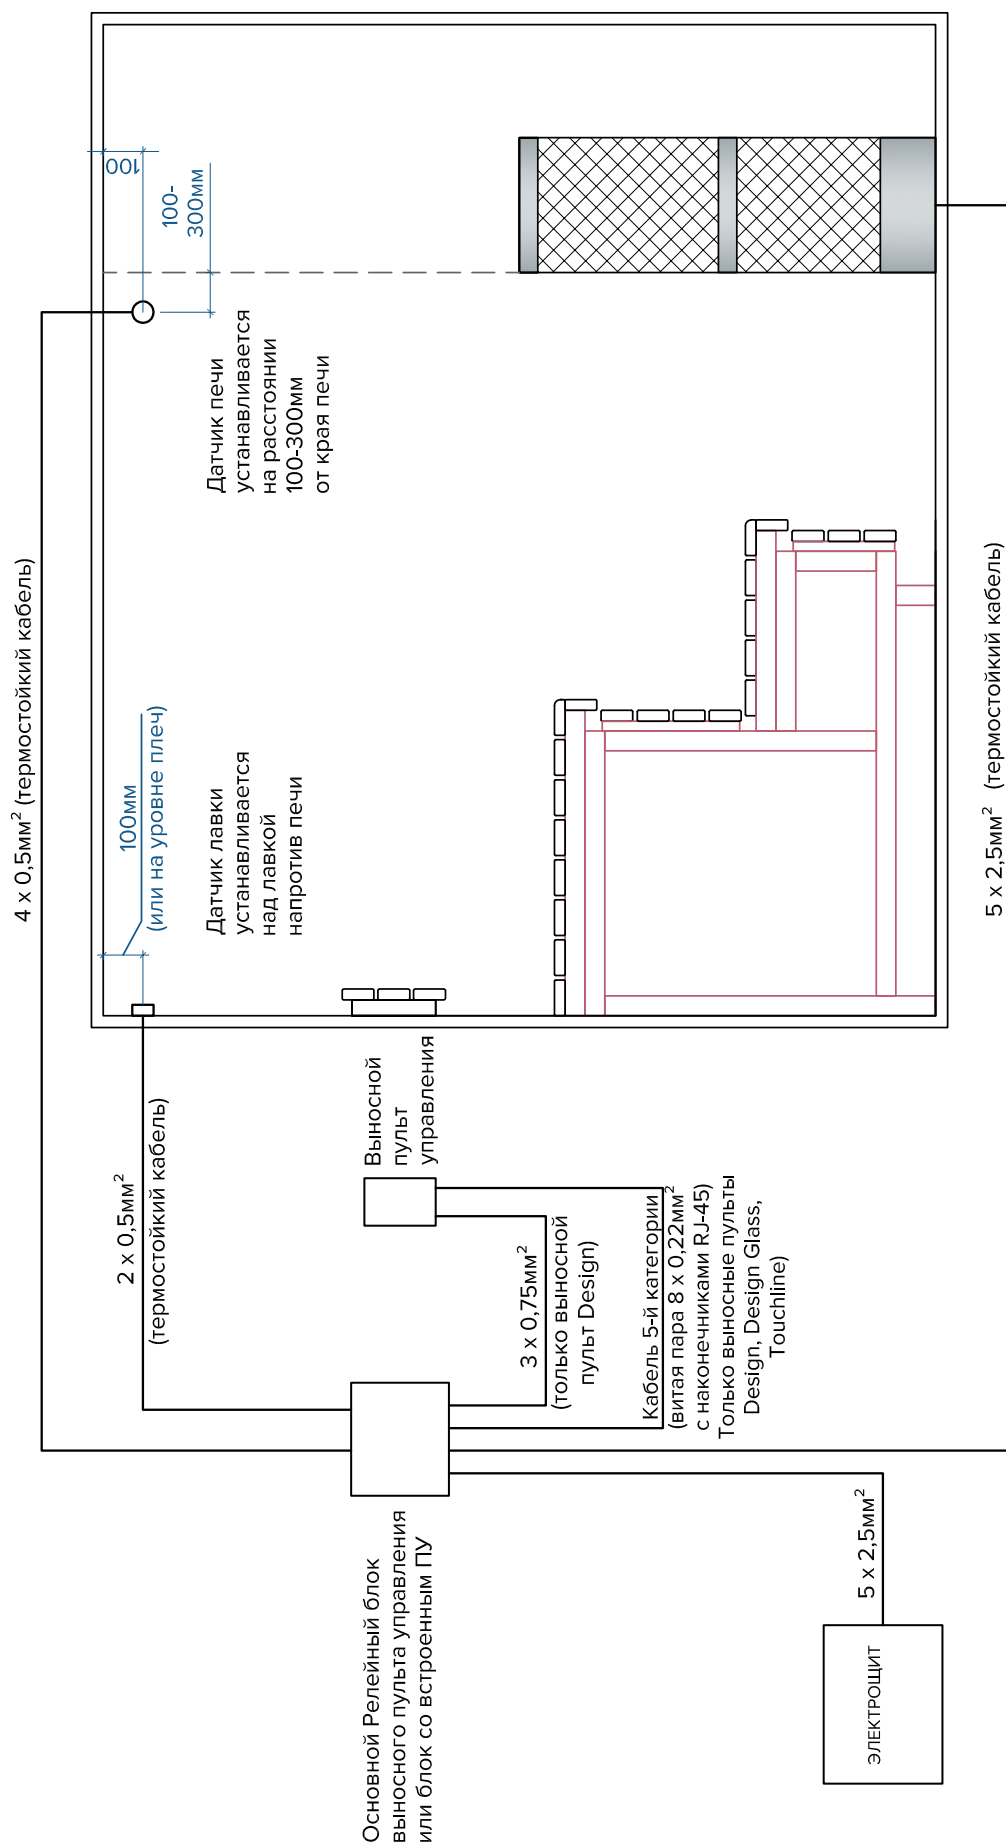 4 x 0,5мм² (термостойкий кабель)
100
100-
300мм
Датчик печи
устанавливается
на расстоянии
100-300мм
от края печи
100мм
(или на уровне плеч)
Датчик лавки
устанавливается
над лавкой
напротив печи
2 x 0,5мм²
(термостойкий кабель)
Выносной
пульт
управления
3 x 0,75мм²
(только выносной
пульт Design)
Кабель 5-й категории
(витая пара 8 x 0,22мм²
с наконечниками RJ-45)
Только выносные пульты
Design, Design Glass,
Touchline)
Основной Релейный блок
выносного пульта управления
или блок со встроенным ПУ
5 x 2,5мм²
ЭЛЕКТРОЩИТ
5 x 2,5мм² (термостойкий кабель)